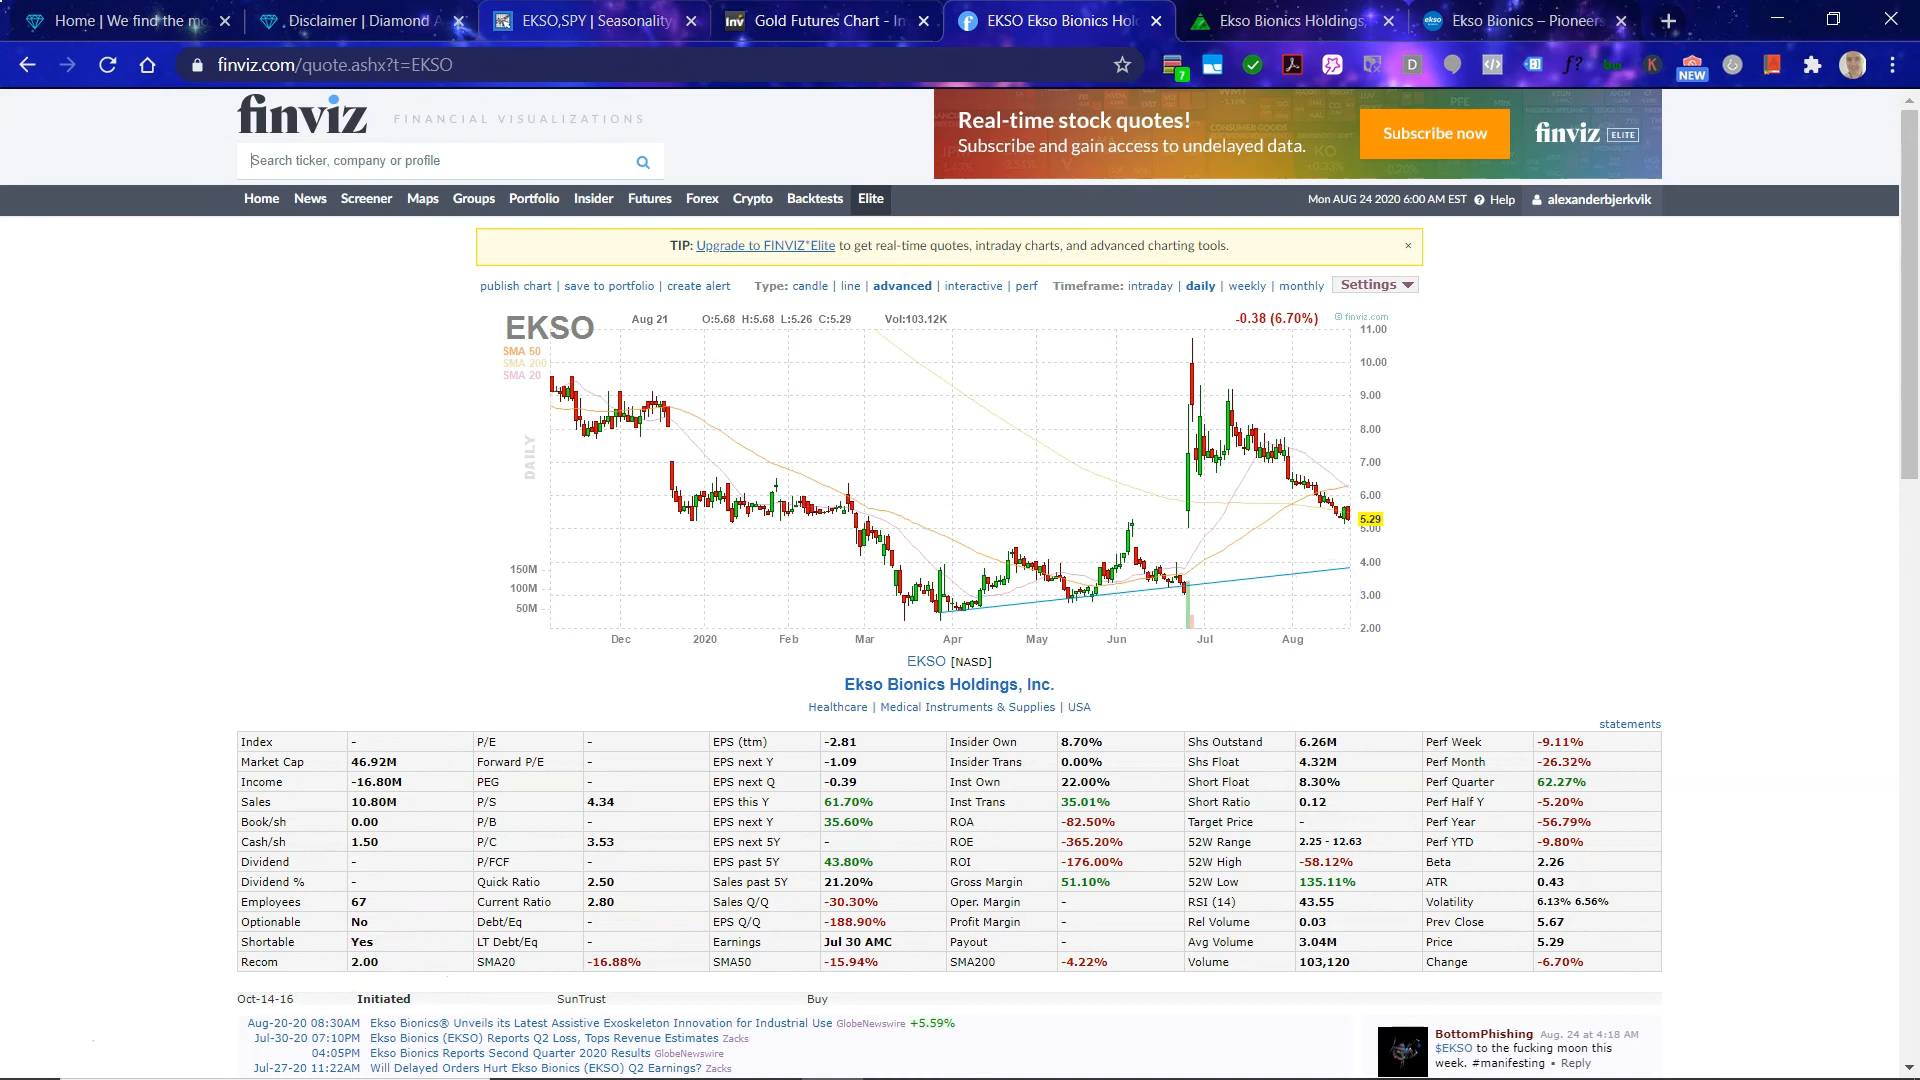 Home | We find the mo
Disclaimer | Diamond A
EKSO,SPY | Seasonality
Gold Futures Chart - In
EKSO Ekso Bionics Hol
Ekso Bionics Holdings,
Ekso Bionics – Pioneers
finviz.com/quote.ashx?t=EKSO
finviz FINANCIAL VISUALIZATIONS
Search ticker, company or profile
Real-time stock quotes!
Subscribe and gain access to undelayed data.
Subscribe now
finviz ELITE
Home News Screener Maps Groups Portfolio Insider Futures Forex Crypto Backtests Elite
Mon AUG 24 2020 6:00 AM EST Help alexanderbjerkvik
TIP: Upgrade to FINVIZ*Elite to get real-time quotes, intraday charts, and advanced charting tools. ×
publish chart | save to portfolio | create alert Type: candle | line | advanced | interactive | perf Timeframe: intraday | daily | weekly | monthly Settings
EKSO Aug 21 O:5.68 H:5.68 L:5.26 C:5.29 Vol:103.12K -0.38 (6.70%) © finviz.com
SMA 50
SMA 200
SMA 20
DAILY
11.00
10.00
9.00
8.00
7.00
6.00
5.29
5.00
4.00
3.00
2.00
150M
100M
50M
Dec 2020 Feb Mar Apr May Jun Jul Aug
EKSO [NASD]
Ekso Bionics Holdings, Inc.
Healthcare | Medical Instruments & Supplies | USA
statements
Index - P/E - EPS (ttm) -2.81 Insider Own 8.70% Shs Outstand 6.26M Perf Week -9.11%
Market Cap 46.92M Forward P/E - EPS next Y -1.09 Insider Trans 0.00% Shs Float 4.32M Perf Month -26.32%
Income -16.80M PEG - EPS next Q -0.39 Inst Own 22.00% Short Float 8.30% Perf Quarter 62.27%
Sales 10.80M P/S 4.34 EPS this Y 61.70% Inst Trans 35.01% Short Ratio 0.12 Perf Half Y -5.20%
Book/sh 0.00 P/B - EPS next Y 35.60% ROA -82.50% Target Price - Perf Year -56.79%
Cash/sh 1.50 P/C 3.53 EPS next 5Y - ROE -365.20% 52W Range 2.25 - 12.63 Perf YTD -9.80%
Dividend - P/FCF - EPS past 5Y 43.80% ROI -176.00% 52W High -58.12% Beta 2.26
Dividend % - Quick Ratio 2.50 Sales past 5Y 21.20% Gross Margin 51.10% 52W Low 135.11% ATR 0.43
Employees 67 Current Ratio 2.80 Sales Q/Q -30.30% Oper. Margin - RSI (14) 43.55 Volatility 6.13% 6.56%
Optionable No Debt/Eq - EPS Q/Q -188.90% Profit Margin - Rel Volume 0.03 Prev Close 5.67
Shortable Yes LT Debt/Eq - Earnings Jul 30 AMC Payout - Avg Volume 3.04M Price 5.29
Recom 2.00 SMA20 -16.88% SMA50 -15.94% SMA200 -4.22% Volume 103,120 Change -6.70%
Oct-14-16 Initiated SunTrust Buy
Aug-20-20 08:30AM Ekso Bionics® Unveils its Latest Assistive Exoskeleton Innovation for Industrial Use GlobeNewswire +5.59%
Jul-30-20 07:10PM Ekso Bionics (EKSO) Reports Q2 Loss, Tops Revenue Estimates Zacks
04:05PM Ekso Bionics Reports Second Quarter 2020 Results GlobeNewswire
Jul-27-20 11:22AM Will Delayed Orders Hurt Ekso Bionics (EKSO) Q2 Earnings? Zacks
BottomPhishing Aug. 24 at 4:18 AM
$EKSO to the fucking moon this
week. #manifesting • Reply